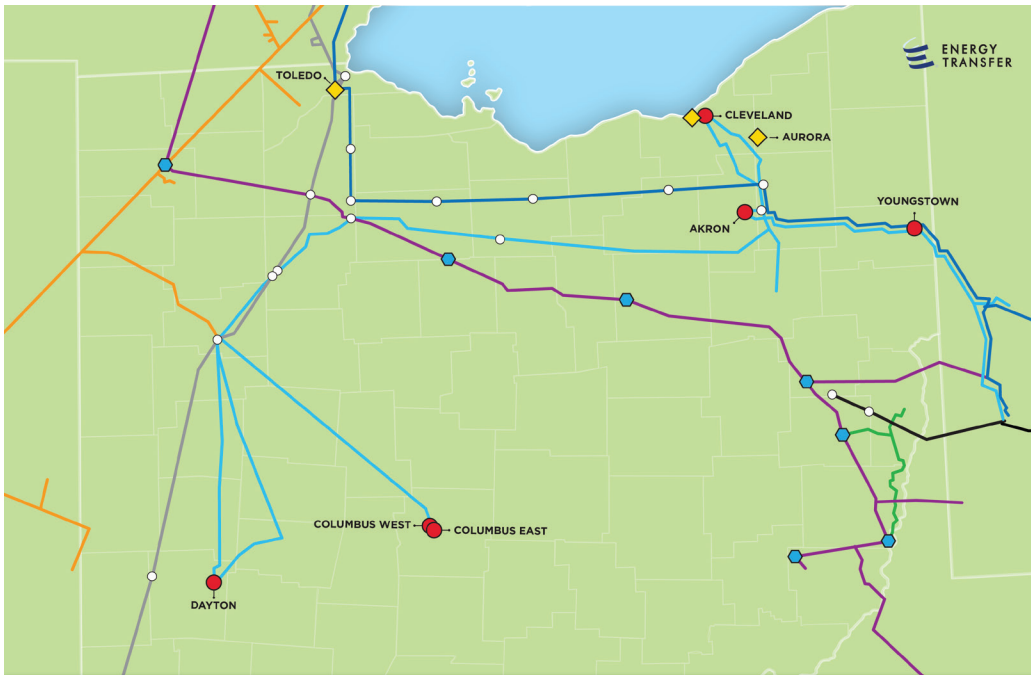 ENERGY
TRANSFER
TOLEDO
CLEVELAND
AURORA
YOUNGSTOWN
AKRON
COLUMBUS WEST
COLUMBUS EAST
DAYTON